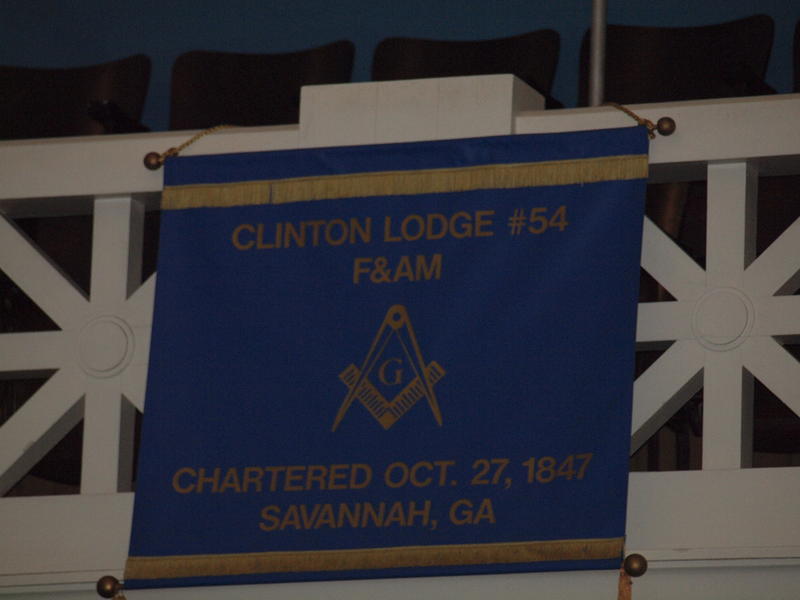 CLINTON LODGE #54
F&AM
G
CHARTERED OCT. 27, 1847
SAVANNAH, GA